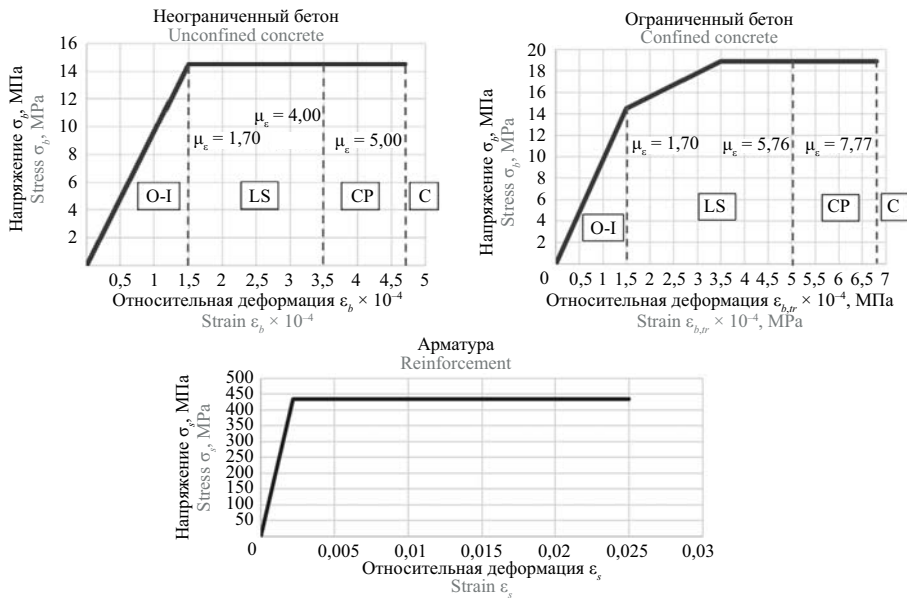 Неограниченный бетон
Unconfined concrete
Напряжение σb, МПа
Stress σb, MPa
16
14
12
10
8
6
4
2
με = 4,00
με = 1,70
με = 5,00
O-I
LS
CP
C
0,5 1 1,5 2 2,5 3 3,5 4 4,5 5
Относительная деформация εb × 10–4
Strain εb × 10–4
Ограниченный бетон
Confined concrete
Напряжение σb, МПа
Stress σb, MPa
20
18
16
14
12
10
8
6
4
2
0
με = 1,70
με = 5,76
με = 7,77
O-I
LS
CP
C
0,5 1 1,5 2 2,5 3 3,5 4 4,5 5 5,5 6 6,5 7
Относительная деформация εb,tr × 10–4, МПа
Strain εb,tr × 10–4, MPa
Арматура
Reinforcement
Напряжение σs, МПа
Stress σs, MPa
500
450
400
350
300
250
200
150
100
50
0
0,005 0,01 0,015 0,02 0,025 0,03
Относительная деформация εs
Strain εs